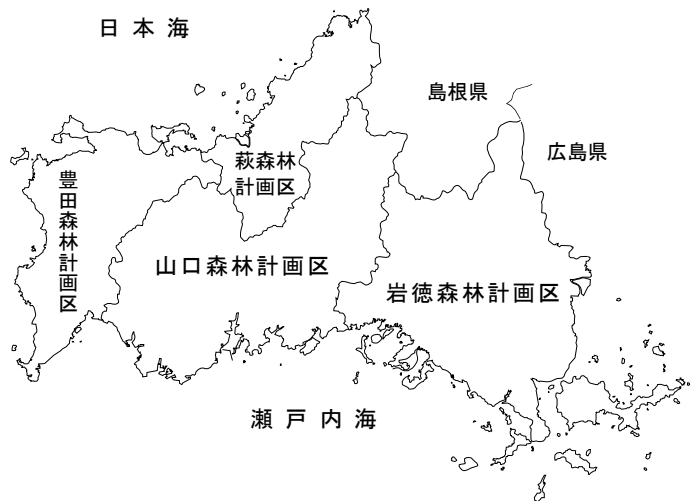 日本海
島根県
広島県
萩森林
計画区
豊田森林計画区
山口森林計画区
岩徳森林計画区
瀬戸内海